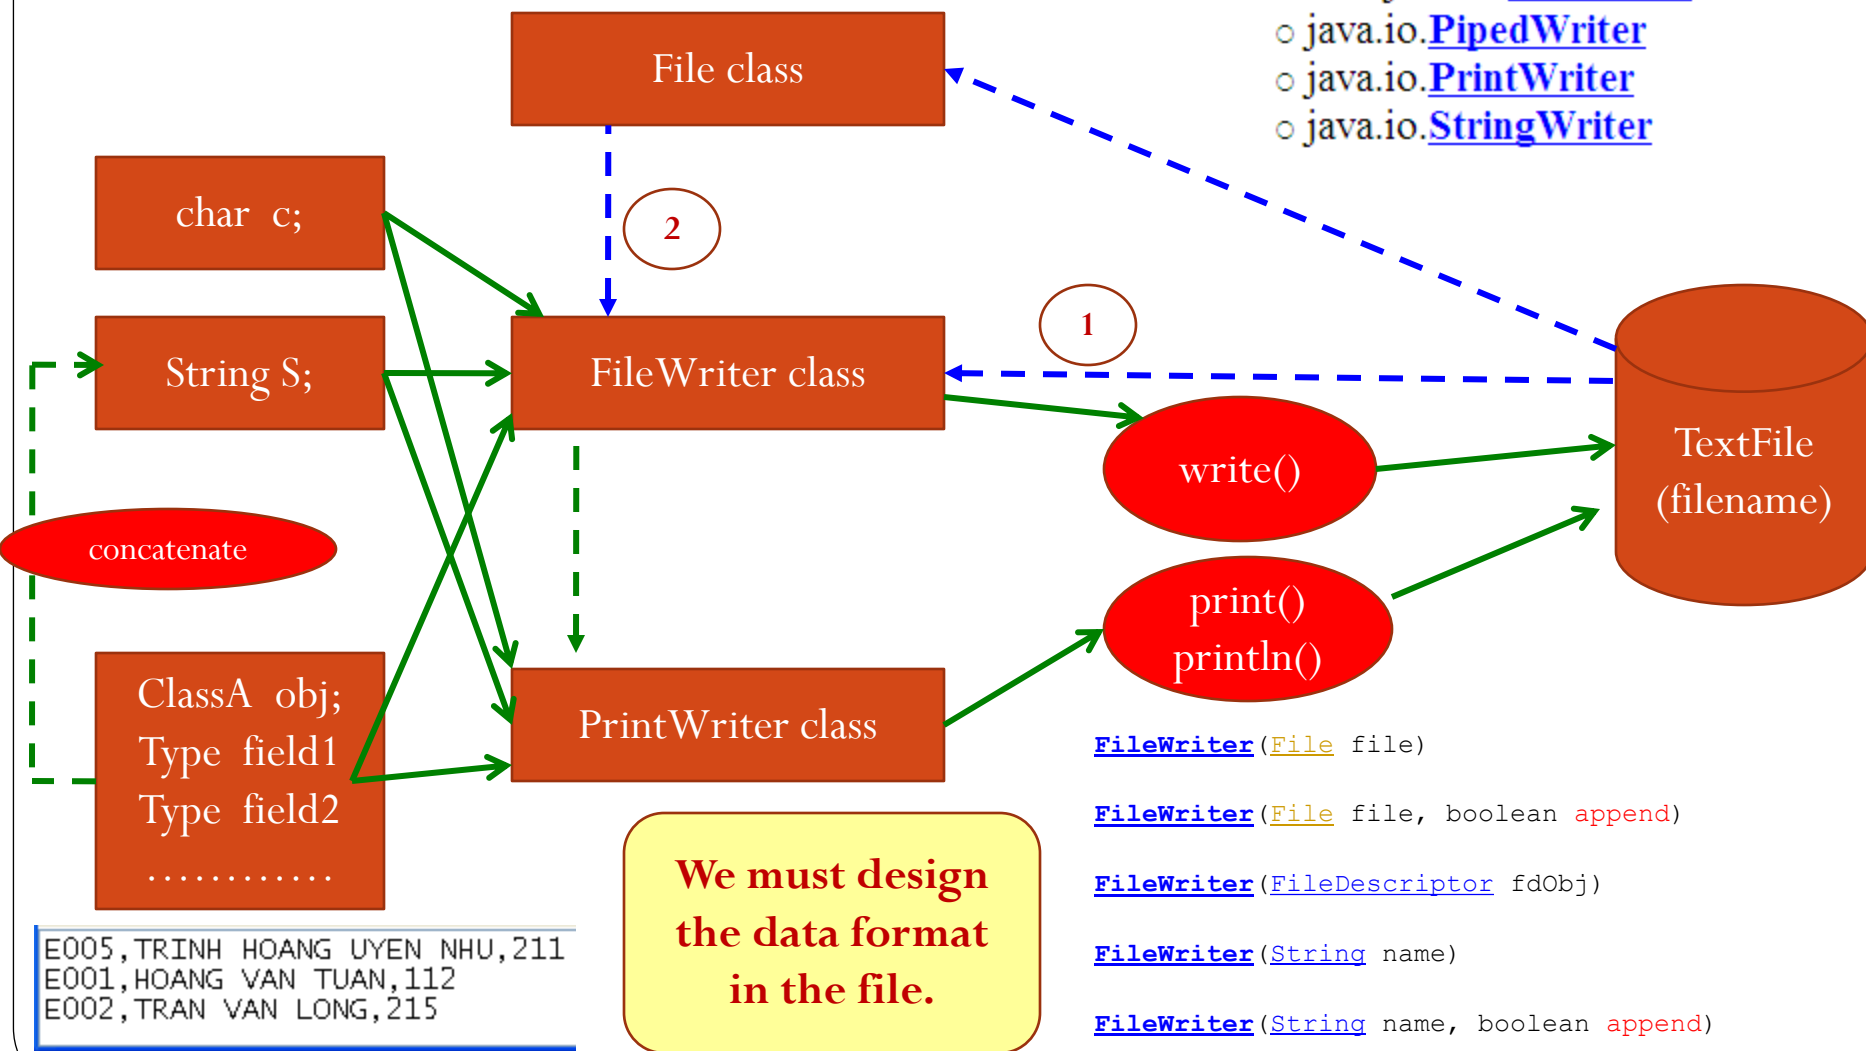 java.io.PipedWriter
java.io.PrintWriter
java.io.StringWriter
File class
char c;
2
1
String S;
FileWriter class
TextFile
(filename)
write()
concatenate
print()
println()
ClassA obj;
Type field1
Type field2
............
PrintWriter class
FileWriter(File file)
FileWriter(File file, boolean append)
FileWriter(FileDescriptor fdObj)
FileWriter(String name)
FileWriter(String name, boolean append)
We must design
the data format
in the file.
E005,TRINH HOANG UYEN NHU,211
E001,HOANG VAN TUAN,112
E002,TRAN VAN LONG,215